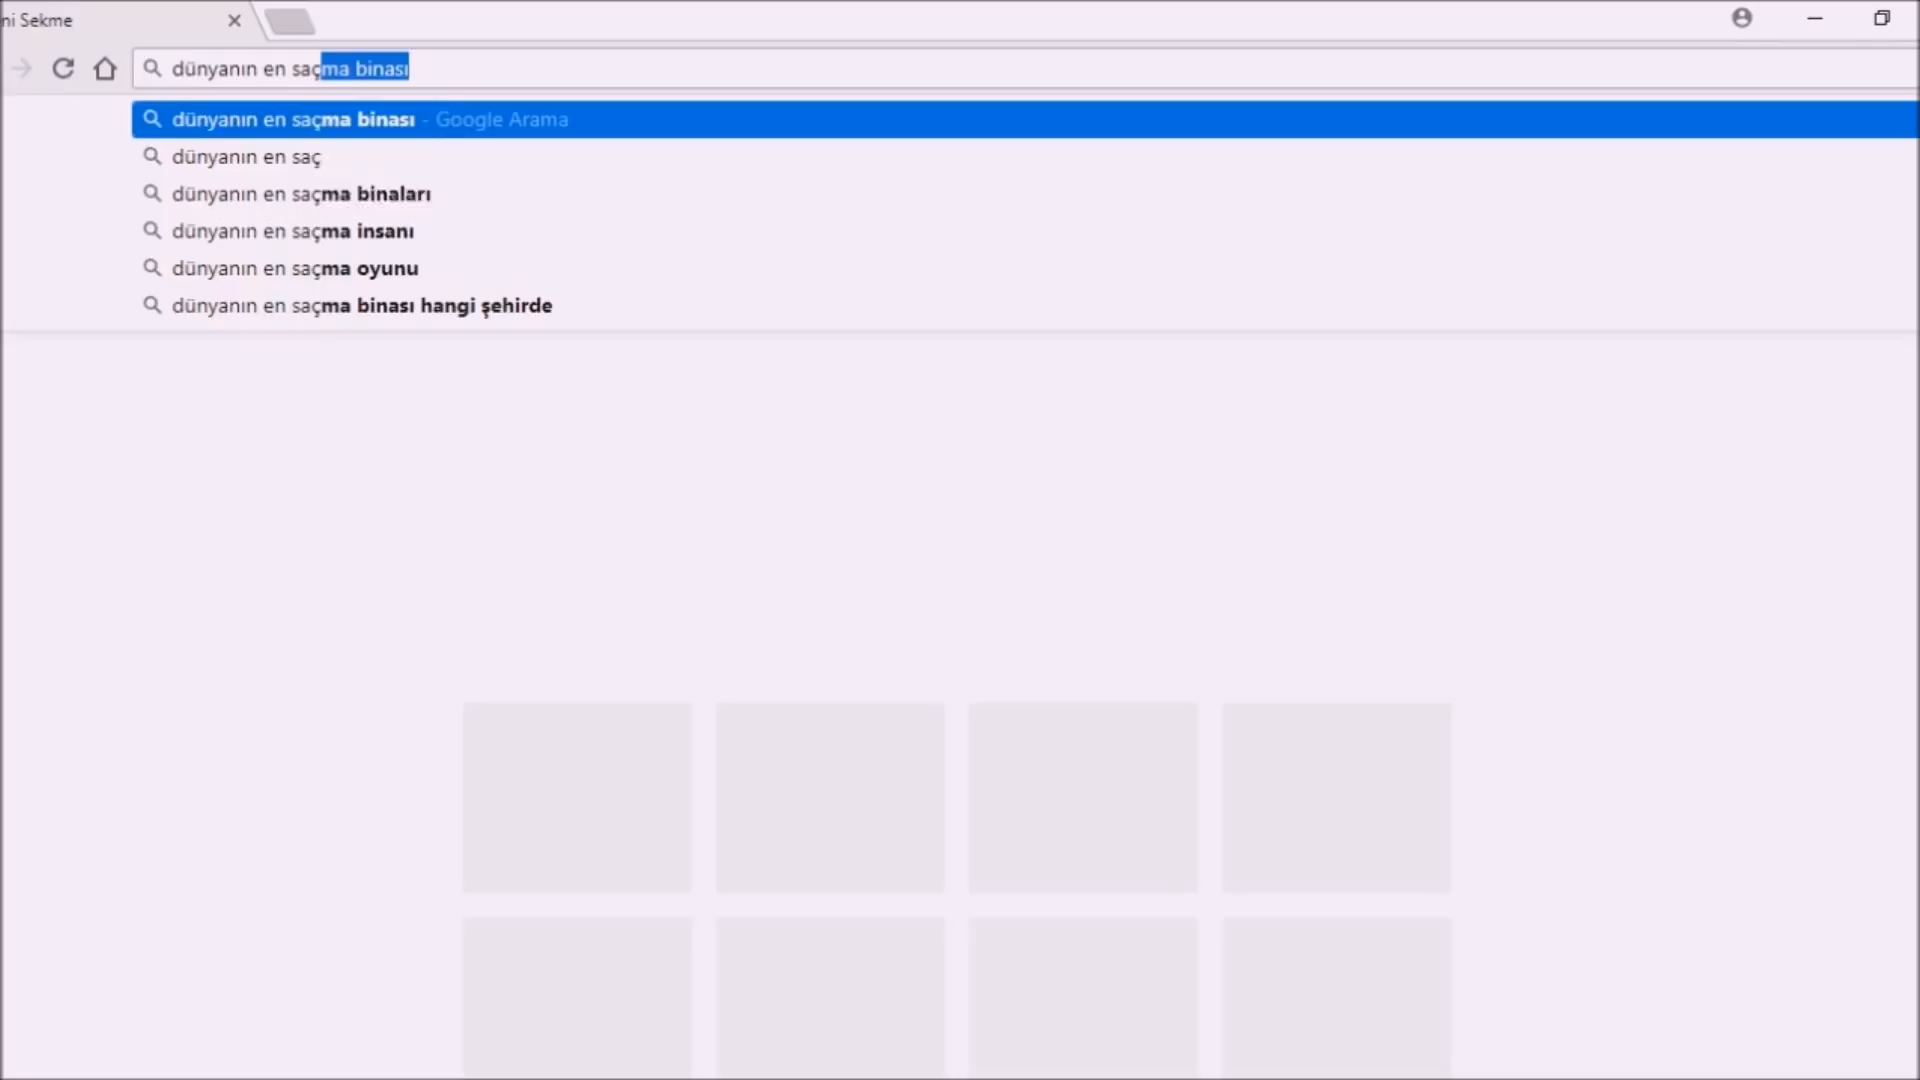 ni Sekme
dünyanın en saçma binası
dünyanın en saçma binası - Google Arama
dünyanın en saç
dünyanın en saçma binaları
dünyanın en saçma insanı
dünyanın en saçma oyunu
dünyanın en saçma binası hangi şehirde